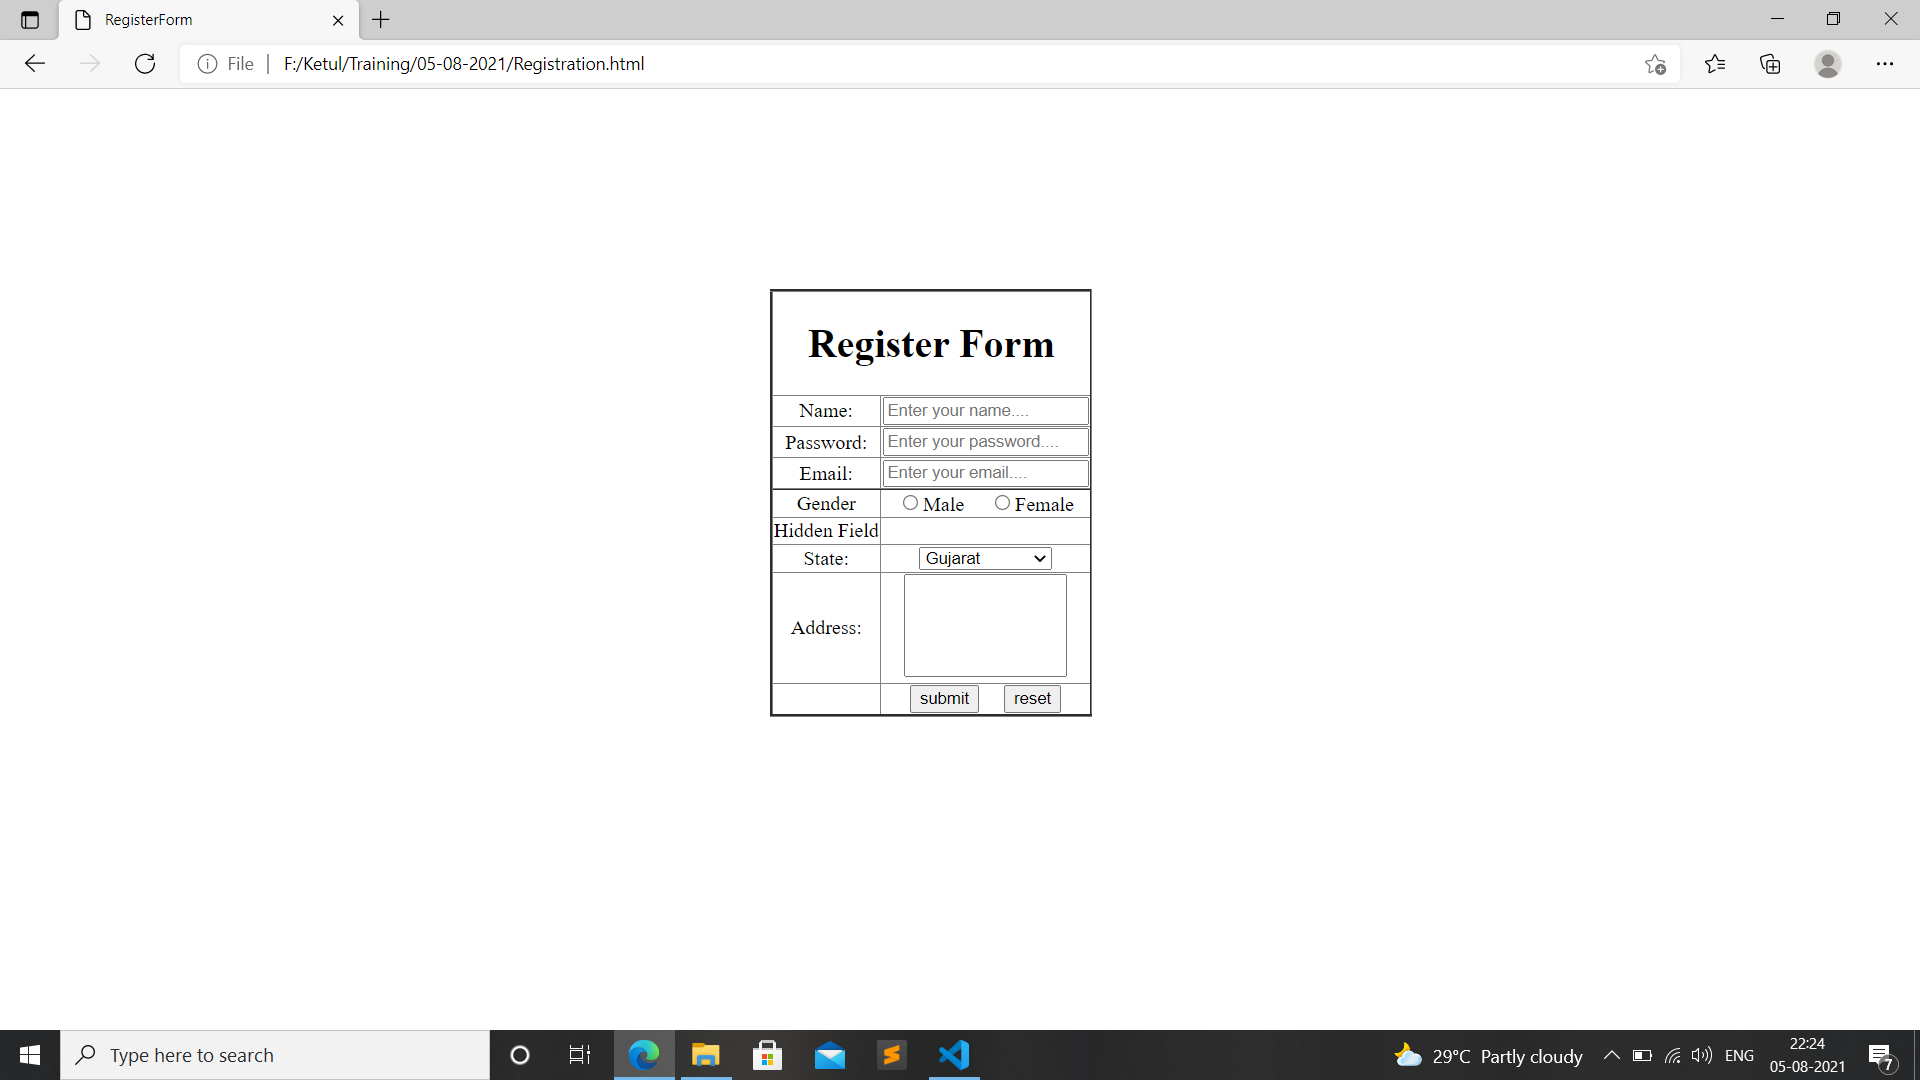 RegisterForm
File
F:/Ketul/Training/05-08-2021/Registration.html
Register Form
Name: Enter your name....
Password: Enter your password....
Email: Enter your email....
Gender Male Female
Hidden Field
State: Gujarat
Address:
submit reset
Type here to search
29°C Partly cloudy
ENG
22:24
05-08-2021
7